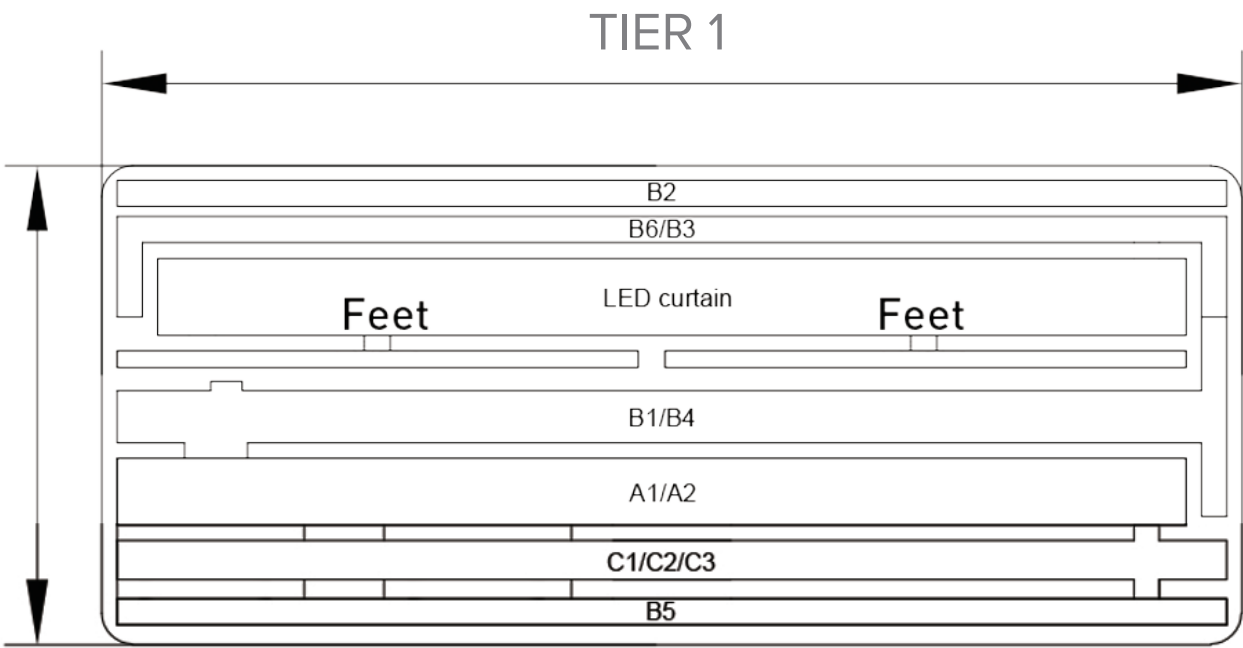 TIER 1
B2
B6/B3
LED curtain
Feet Feet
B1/B4
A1/A2
C1/C2/C3
B5